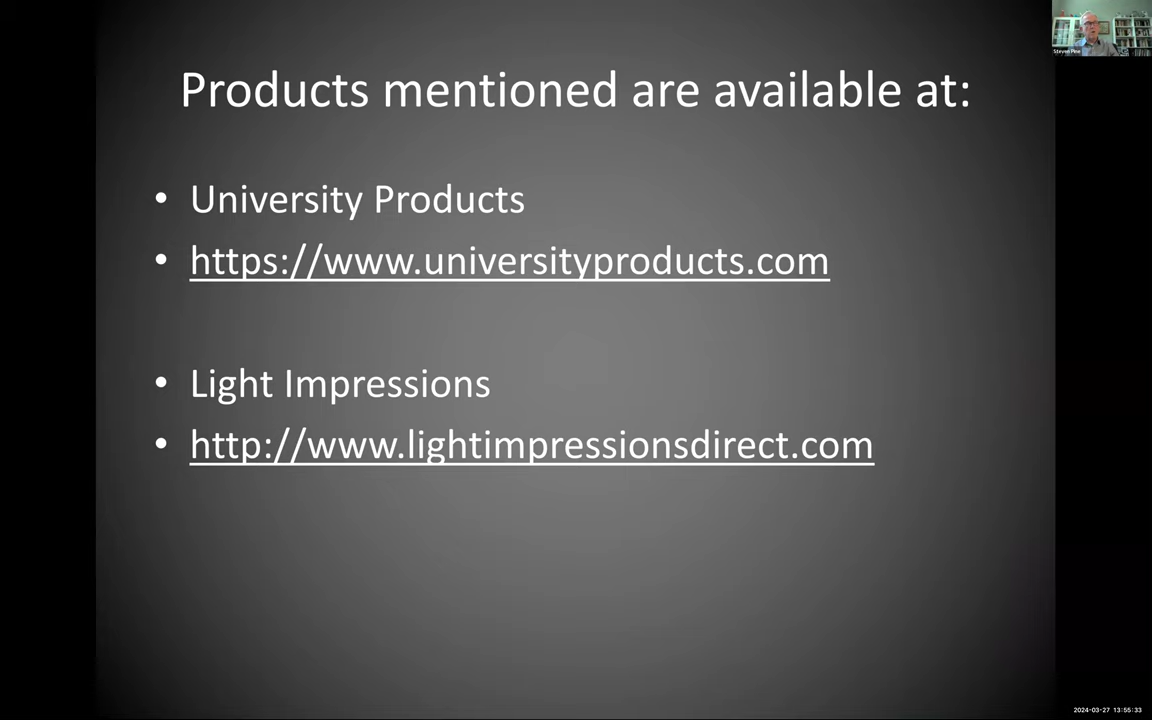 Products mentioned are available at:
• University Products
• https://www.universityproducts.com
• Light Impressions
• http://www.lightimpressionsdirect.com
Steven Pine
2024-03-27 13:55:33